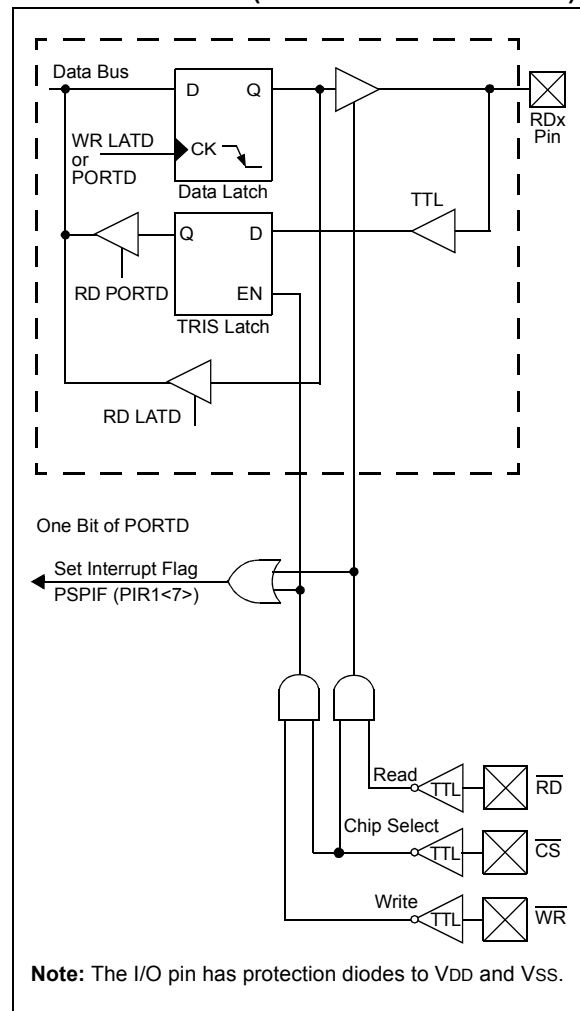 Data Bus
D Q
WR LATD
or
PORTD
CK
Data Latch
RDx
Pin
TTL
Q D
RD PORTD
EN
TRIS Latch
RD LATD
One Bit of PORTD
Set Interrupt Flag
PSPIF (PIR1<7>)
Read
TTL
RD
Chip Select
TTL
CS
Write
TTL
WR
Note: The I/O pin has protection diodes to VDD and VSS.